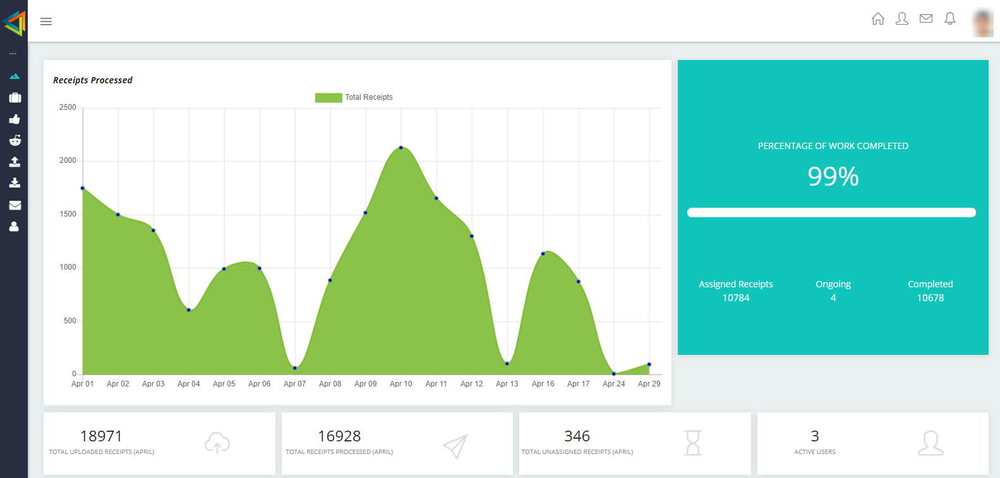 Receipts Processed
Total Receipts
2500
2000
1500
1000
500
0
Apr 01 Apr 02 Apr 03 Apr 04 Apr 05 Apr 06 Apr 07 Apr 08 Apr 09 Apr 10 Apr 11 Apr 12 Apr 13 Apr 16 Apr 17 Apr 24 Apr 29
PERCENTAGE OF WORK COMPLETED
99%
Assigned Receipts Ongoing Completed
10784 4 10678
18971
TOTAL UPLOADED RECEIPTS (APRIL)
16928
TOTAL RECEIPTS PROCESSED (APRIL)
346
TOTAL UNASSIGNED RECEIPTS (APRIL)
3
ACTIVE USERS